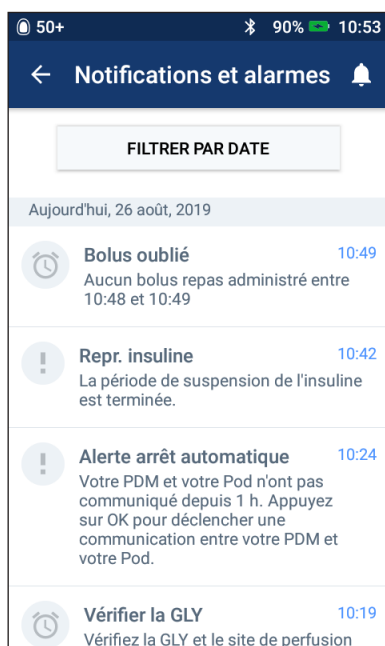 50+ 90% 10:53
Notifications et alarmes
FILTRER PAR DATE
Aujourd'hui, 26 août, 2019
Bolus oublié 10:49
Aucun bolus repas administré entre
10:48 et 10:49
Repr. insuline 10:42
La période de suspension de l'insuline
est terminée.
Alerte arrêt automatique 10:24
Votre PDM et votre Pod n'ont pas
communiqué depuis 1 h. Appuyez
sur OK pour déclencher une
communication entre votre PDM et
votre Pod.
Vérifier la GLY 10:19
Vérifiez la GLY et le site de perfusion